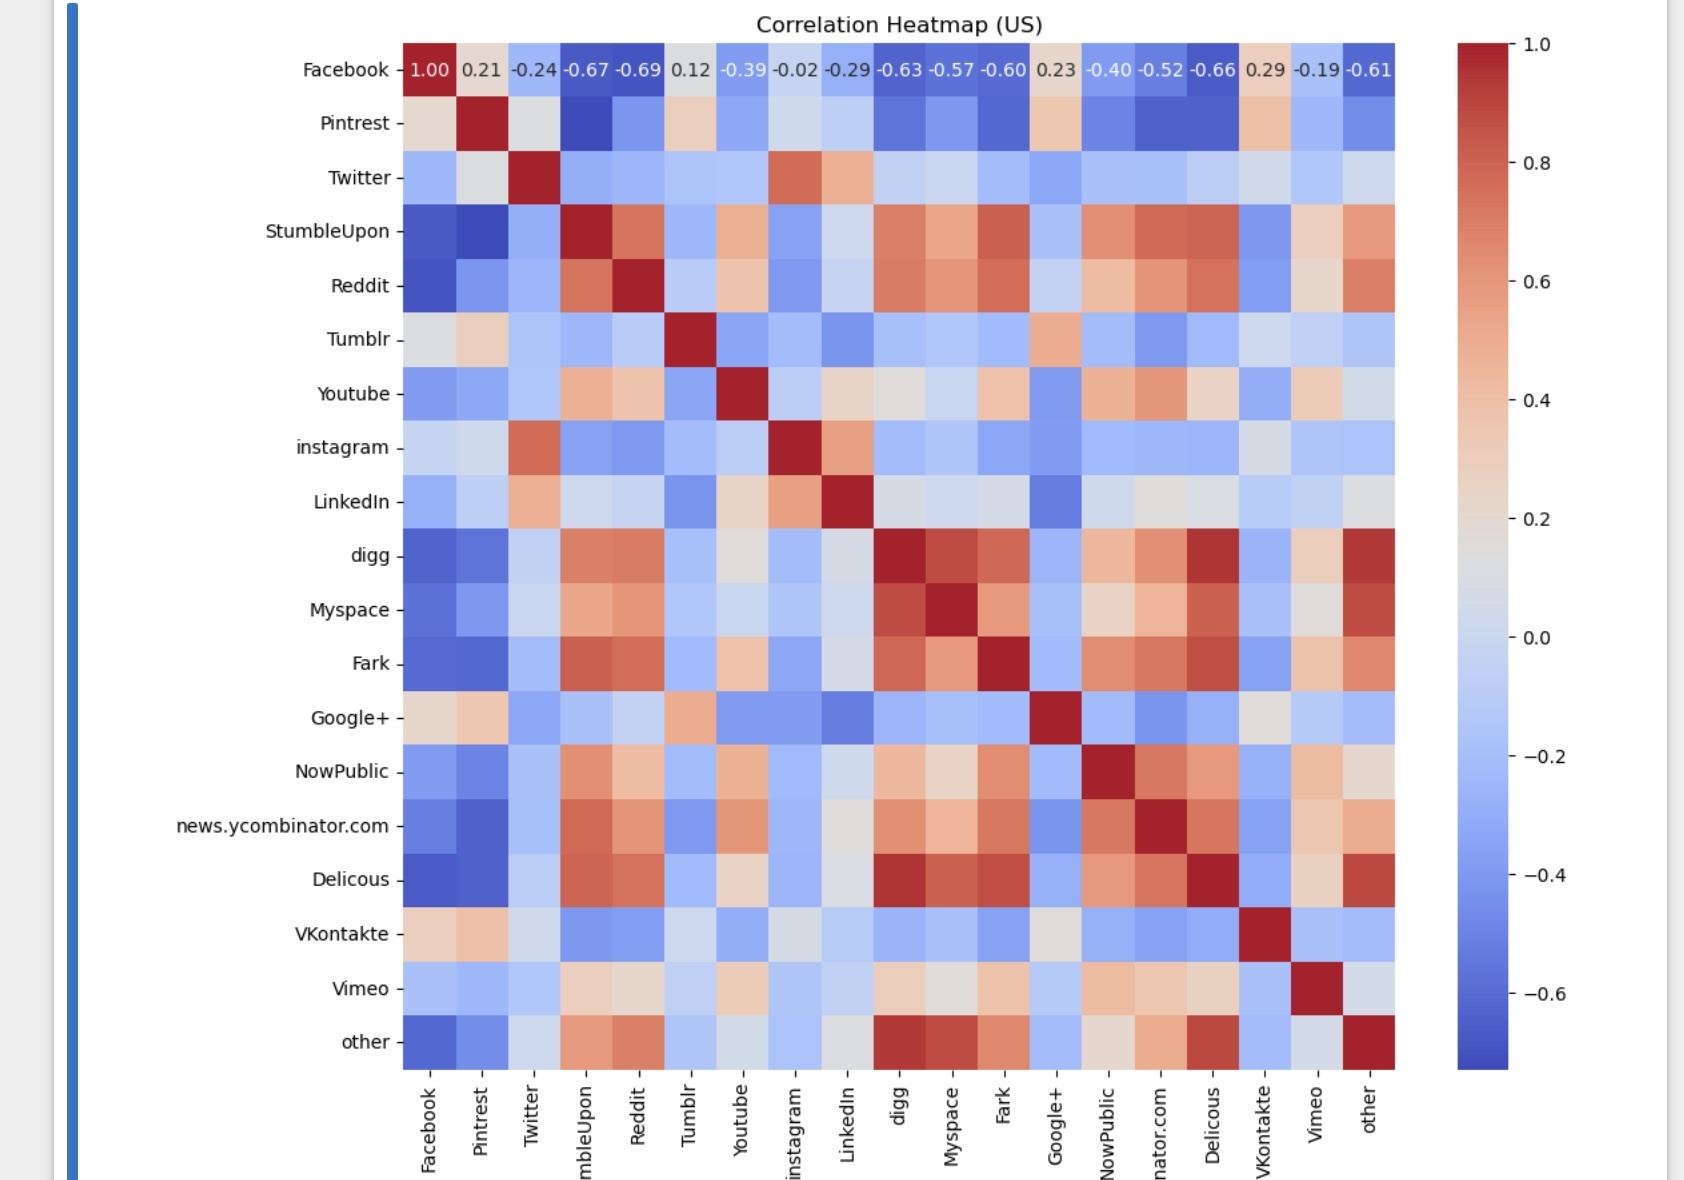 Correlation Heatmap (US)
Facebook 1.00 0.21 -0.24 -0.67 -0.69 0.12 -0.39 -0.02 -0.29 -0.63 -0.57 -0.60 0.23 -0.40 -0.52 -0.66 0.29 -0.19 -0.61
Pintrest
Twitter
StumbleUpon
Reddit
Tumblr
Youtube
instagram
LinkedIn
digg
Myspace
Fark
Google+
NowPublic
news.ycombinator.com
Delicous
VKontakte
Vimeo
other
Facebook
Pintrest
Twitter
mbleUpon
Reddit
Tumblr
Youtube
instagram
LinkedIn
digg
Myspace
Fark
Google+
NowPublic
nator.com
Delicous
VKontakte
Vimeo
other
1.0
0.8
0.6
0.4
0.2
0.0
−0.2
−0.4
−0.6